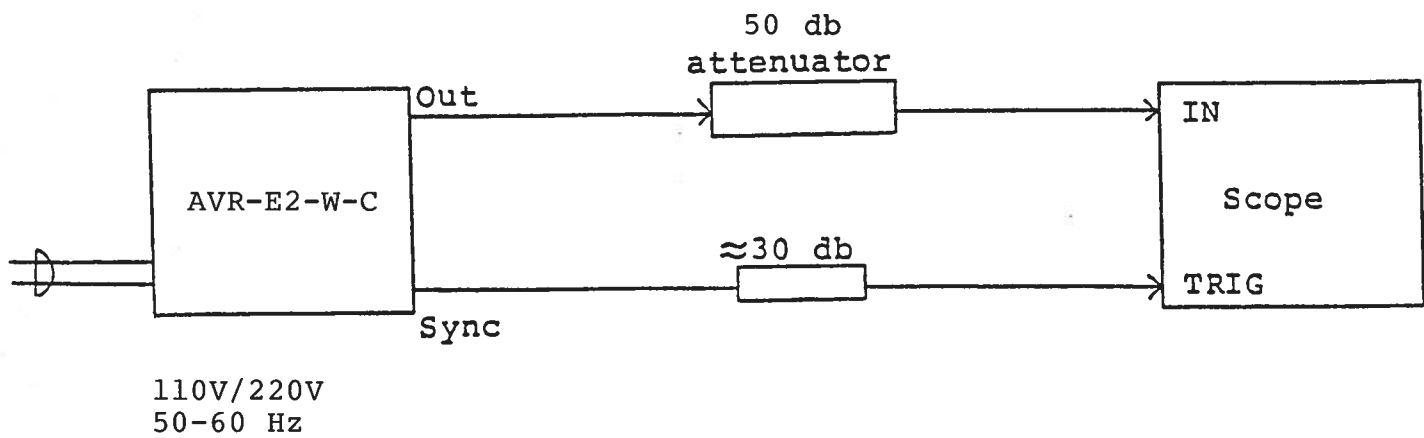 50 db
attenuator
Out
IN
AVR-E2-W-C
Scope
≈30 db
TRIG
Sync
110V/220V
50-60 Hz